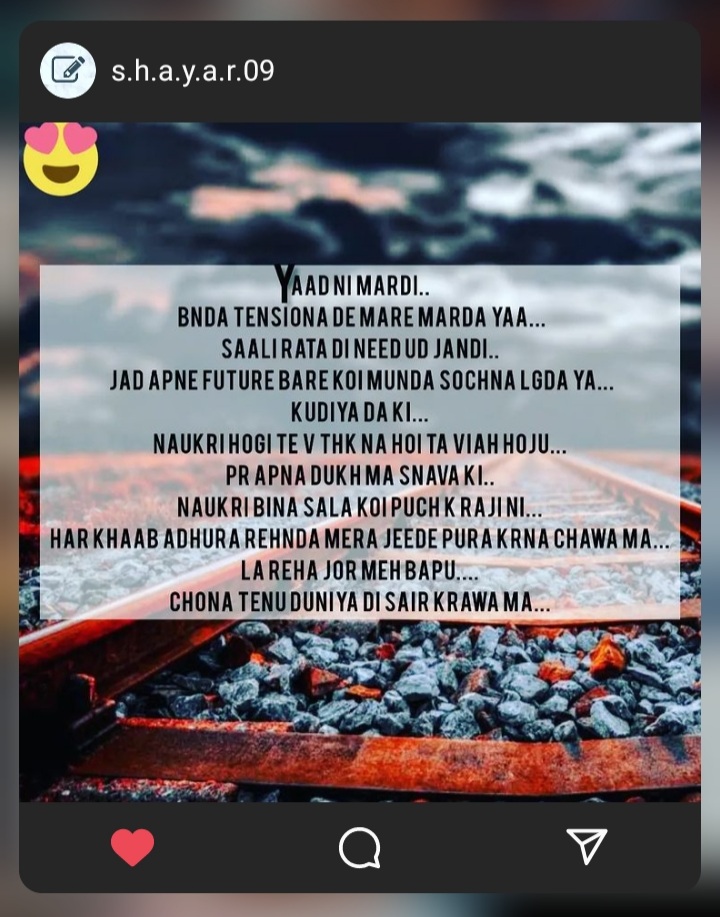 s.h.a.y.a.r.09
YAAD NI MARDI..
BNDA TENSIONA DE MARE MARDA YAA...
SAALI RATA DI NEED UD JANDI..
JAD APNE FUTURE BARE KOI MUNDA SOCHNA LGDA YA...
KUDIYA DA KI...
NAUKRI HOGI TE V THK NA HOI TA VIAH HOJU...
PR APNA DUKH MA SNAVA KI..
NAUKRI BINA SALA KOI PUCH K RAJI NI...
HAR KHAAB ADHURA REHNDA MERA JEEDE PURA KRNA CHAWA MA...
LA REHA JOR MEH BAPU....
CHONA TENU DUNIYA DI SAIR KRAWA MA...